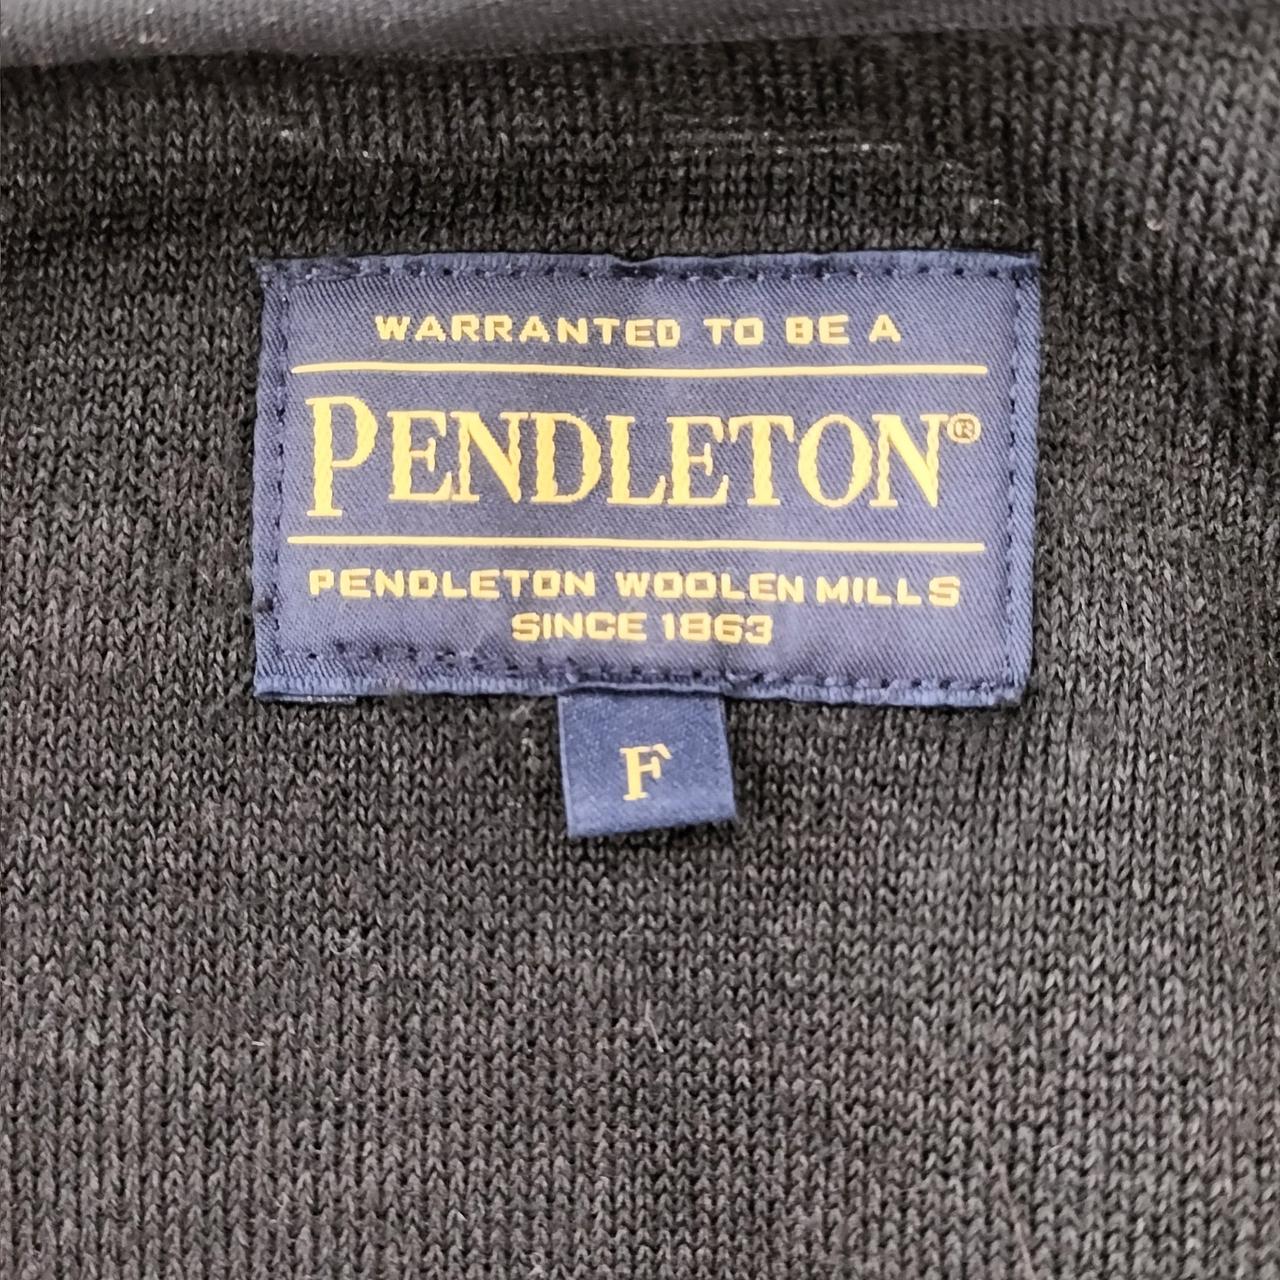 WARRANTED TO BE A
PENDLETON®
PENDLETON WOOLEN MILLS
SINCE 1863
F